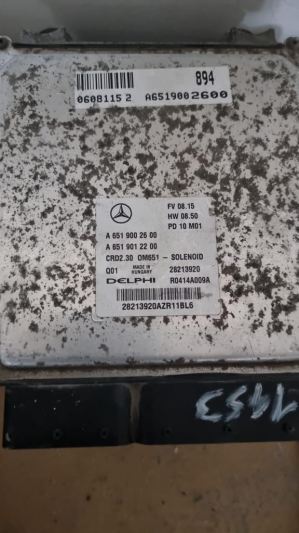 894
0608115 2 A6519002600
FV 08.15
HW 08.50
PD 10 M01
A 651 900 26 00
A 651 901 22 00
CRD2.30 OM651 - SOLENOID
Q01 MADE IN HUNGARY 28213920
DELPHI R0414A009A
28213920AZR11BL6
1453